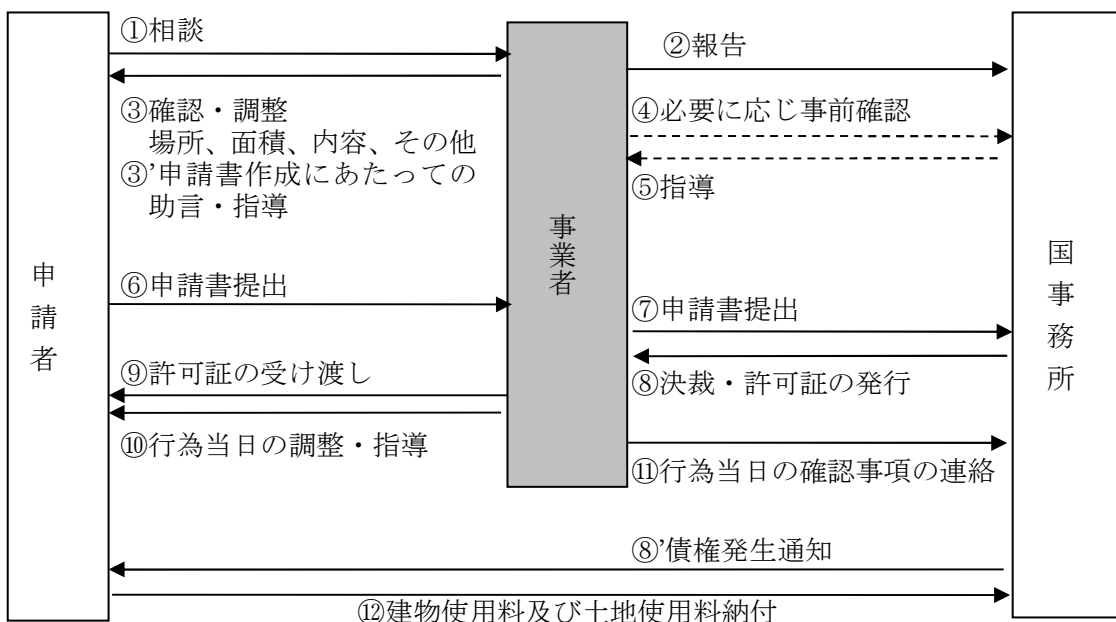 ①相談
②報告
③確認・調整
場所、面積、内容、その他
③’申請書作成にあたっての
助言・指導
④必要に応じ事前確認
⑤指導
申請者
事業者
国事務所
⑥申請書提出
⑦申請書提出
⑧決裁・許可証の発行
⑨許可証の受け渡し
⑩行為当日の調整・指導
⑪行為当日の確認事項の連絡
⑧’債権発生通知
⑫建物使用料及び土地使用料納付